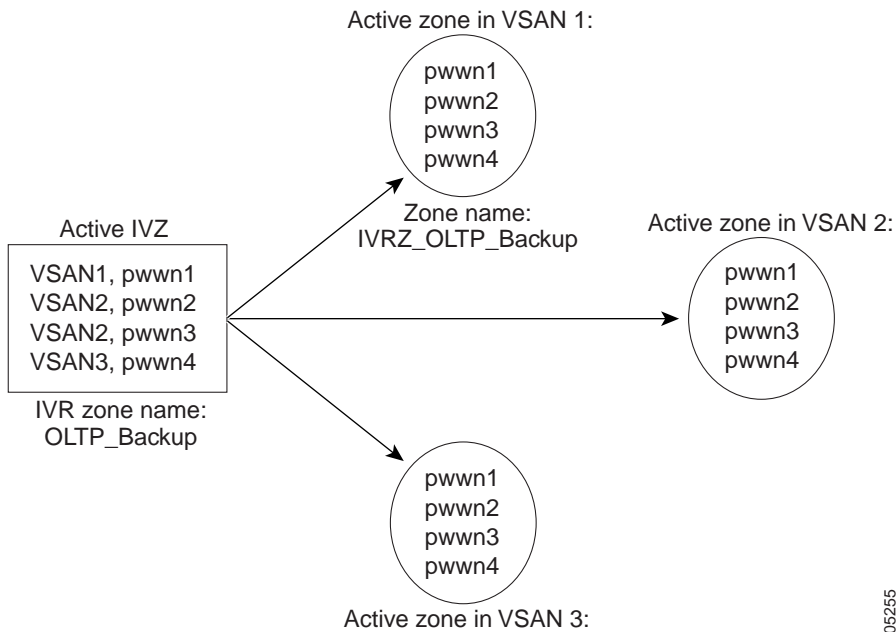 Active zone in VSAN 1:
pwwn1
pwwn2
pwwn3
pwwn4
Zone name:
IVRZ_OLTP_Backup
Active IVZ
VSAN1, pwwn1
VSAN2, pwwn2
VSAN2, pwwn3
VSAN3, pwwn4
IVR zone name:
OLTP_Backup
Active zone in VSAN 2:
pwwn1
pwwn2
pwwn3
pwwn4
pwwn1
pwwn2
pwwn3
pwwn4
Active zone in VSAN 3:
05255